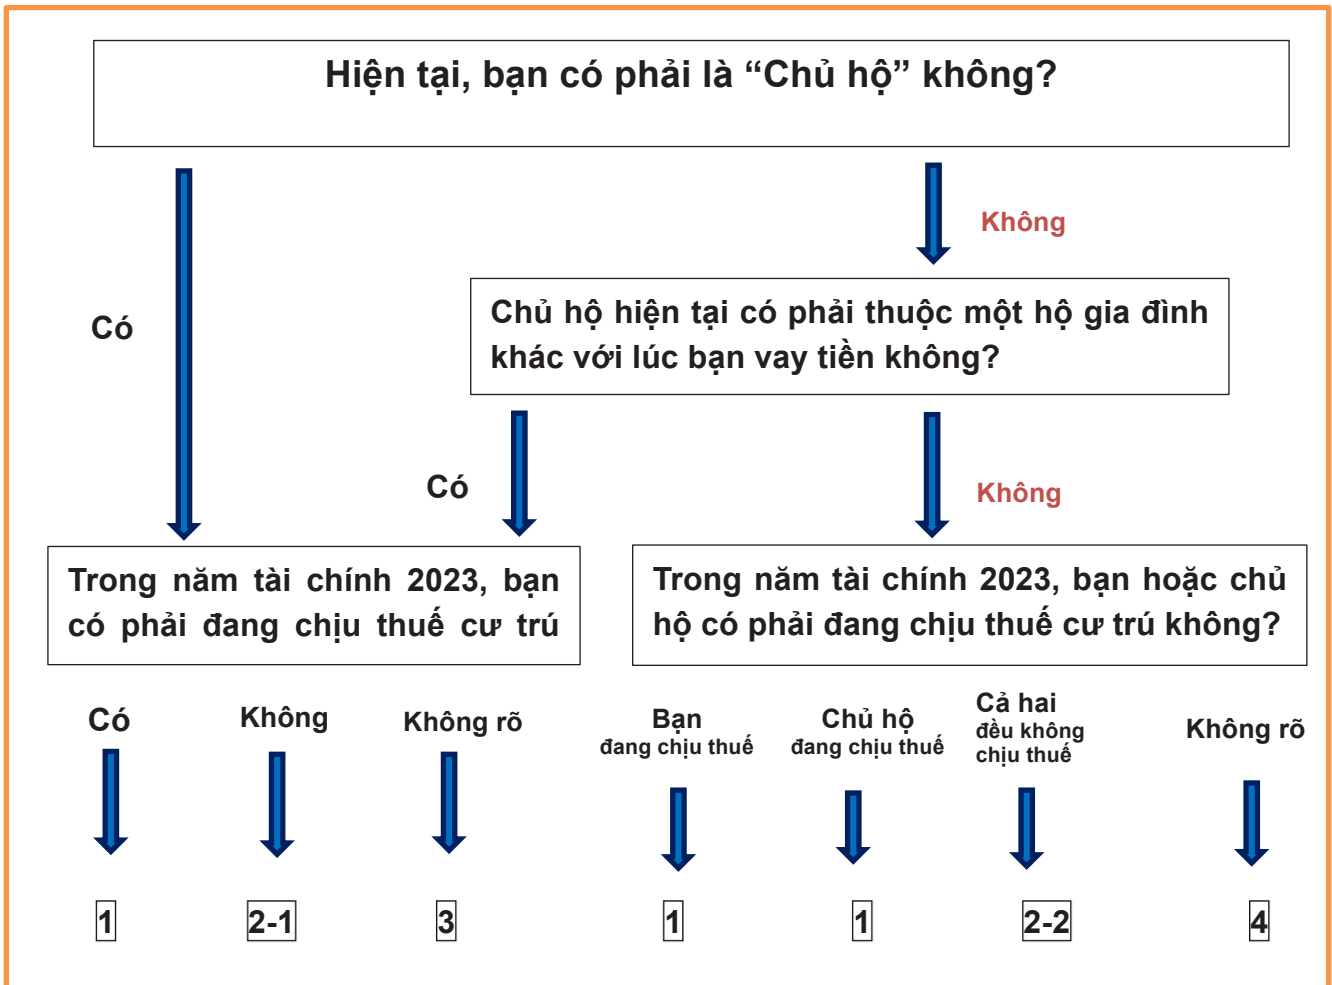 Hiện tại, bạn có phải là “Chủ hộ” không?
Không
Có
Chủ hộ hiện tại có phải thuộc một hộ gia đình
khác với lúc bạn vay tiền không?
Có
Không
Trong năm tài chính 2023, bạn
có phải đang chịu thuế cư trú
Trong năm tài chính 2023, bạn hoặc chủ
hộ có phải đang chịu thuế cư trú không?
Có
Không
Không rõ
Bạn
đang chịu thuế
Chủ hộ
đang chịu thuế
Cả hai
đều không
chịu thuế
Không rõ
1
2-1
3
1
1
2-2
4